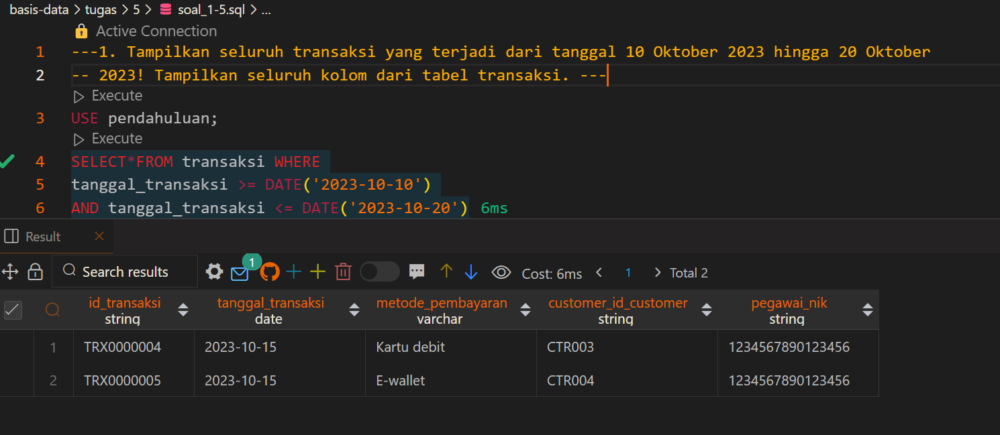 basis-data > tugas > 5 > soal_1-5.sql > ...
Active Connection
1 ---1. Tampilkan seluruh transaksi yang terjadi dari tanggal 10 Oktober 2023 hingga 20 Oktober
2 -- 2023! Tampilkan seluruh kolom dari tabel transaksi. ---
Execute
3 USE pendahuluan;
Execute
4 SELECT*FROM transaksi WHERE
5 tanggal_transaksi >= DATE('2023-10-10')
6 AND tanggal_transaksi <= DATE('2023-10-20') 6ms
Result
Search results 1 Cost: 6ms < 1 > Total 2
id_transaksi tanggal_transaksi metode_pembayaran customer_id_customer pegawai_nik
string date varchar string string
1 TRX0000004 2023-10-15 Kartu debit CTR003 1234567890123456
2 TRX0000005 2023-10-15 E-wallet CTR004 1234567890123456